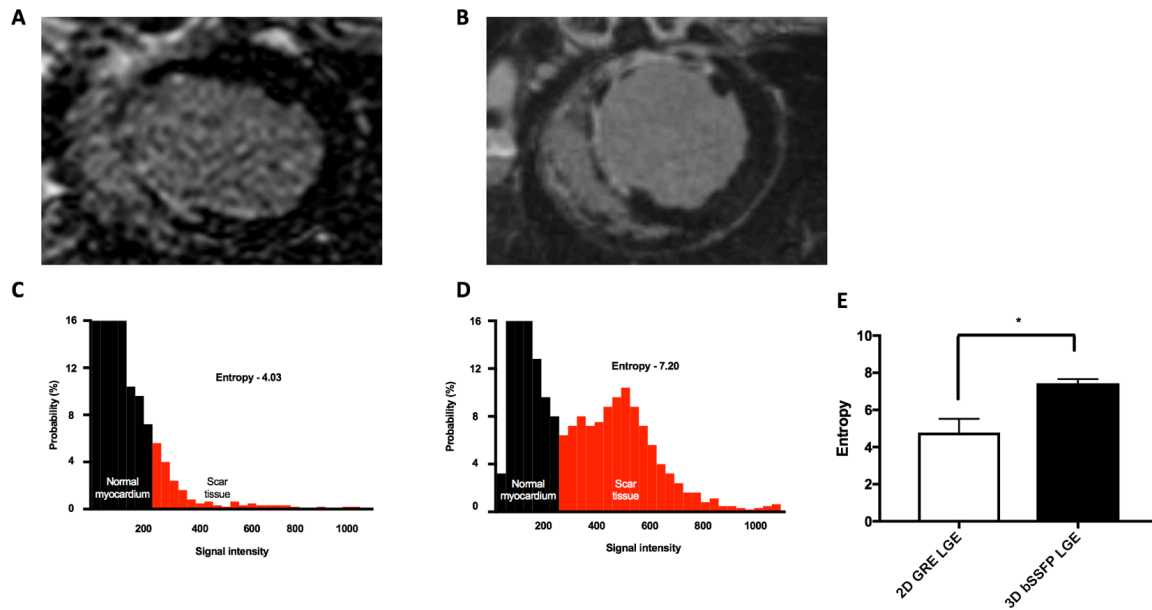 A
B
C
16
12
8
4
0
Probability (%)
Entropy - 4.03
Normal
myocardium
Scar
tissue
200
400
600
800
1000
Signal intensity
D
16
12
8
4
0
Probability (%)
Entropy - 7.20
Normal
myocardium
Scar
tissue
200
400
600
800
1000
Signal intensity
E
10
8
6
4
2
0
Entropy
*
2D GRE LGE
3D bSSFP LGE